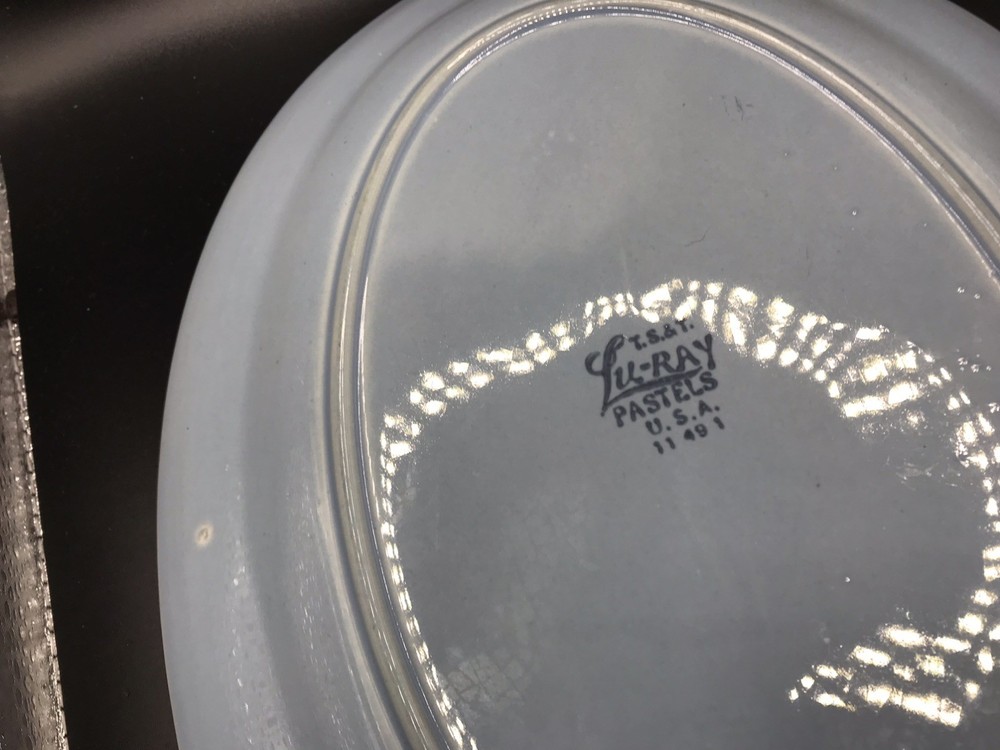 T.S.&T.
Lu-RAY
PASTELS
U.S.A.
11 49 1